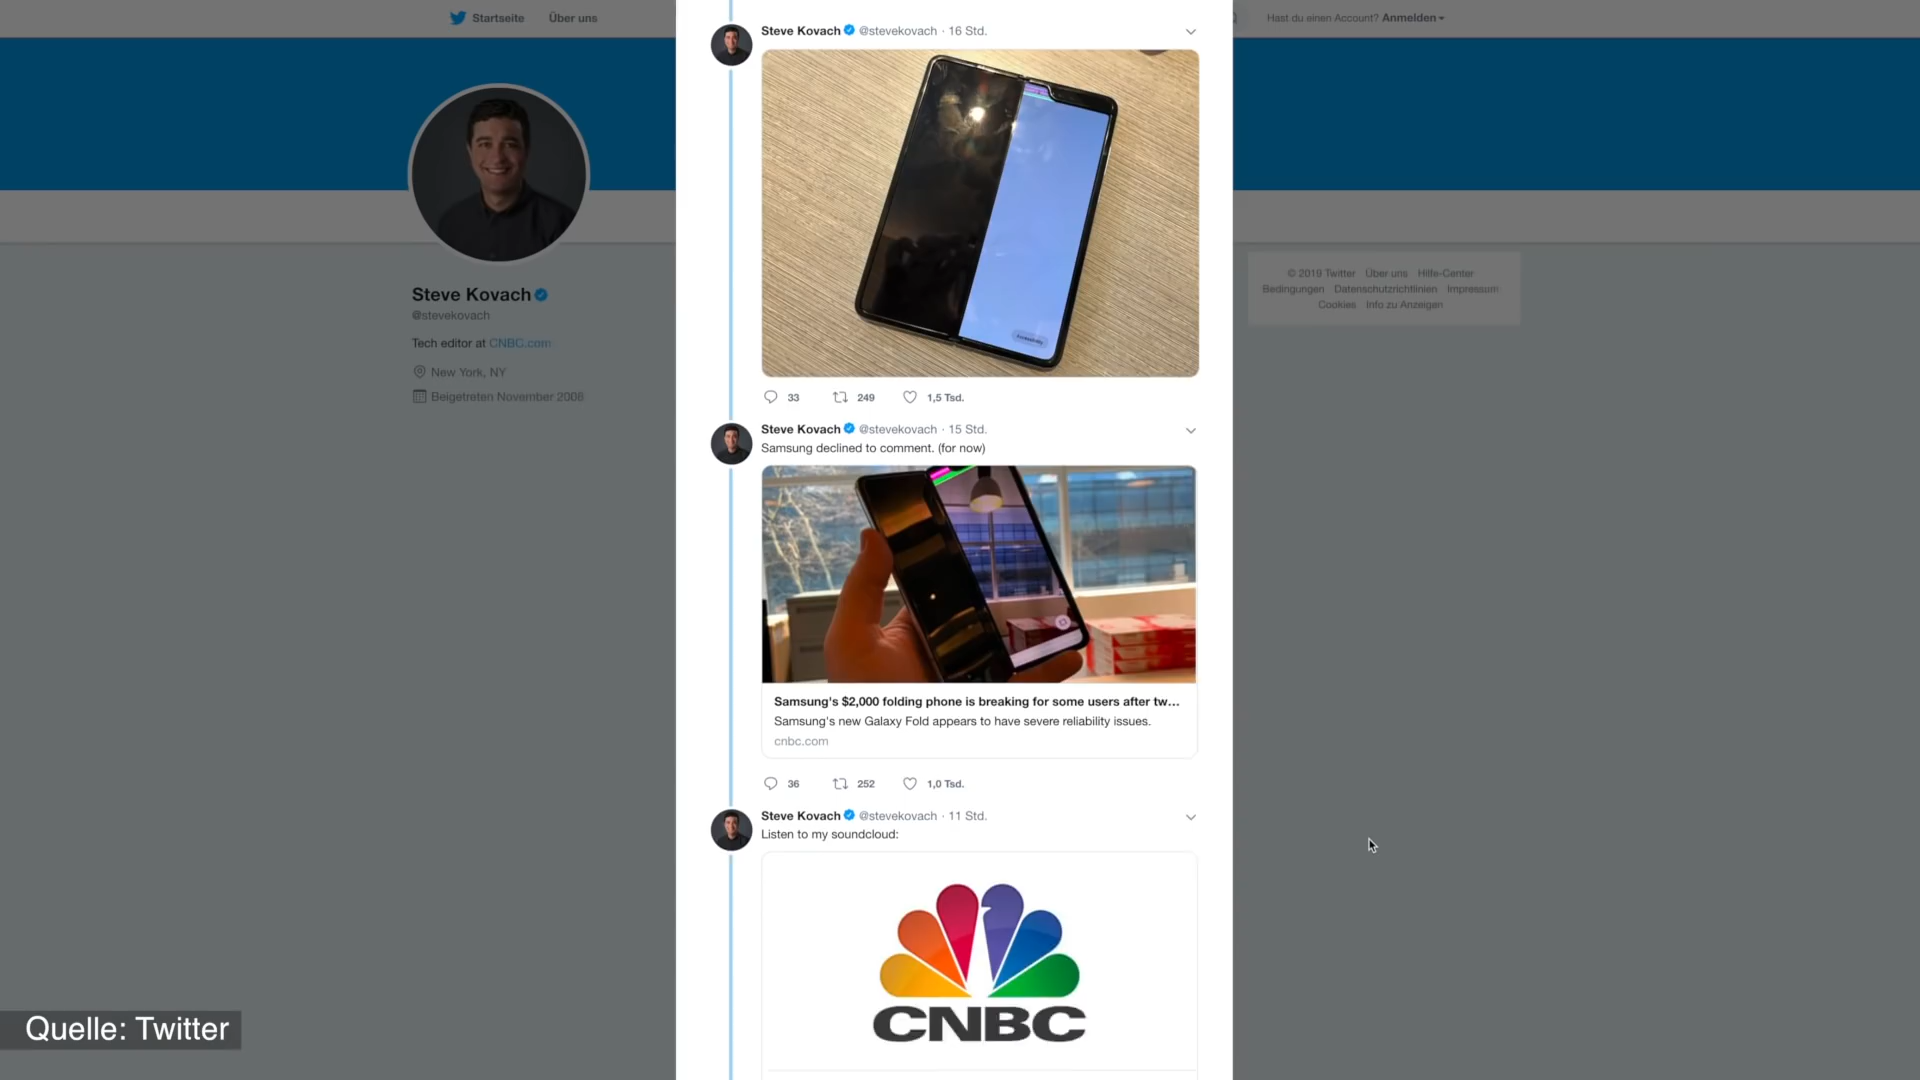 Startseite Über uns
Hast du einen Account? Anmelden
Steve Kovach @stevekovach · 16 Std.
33 249 1,5 Tsd.
Steve Kovach
@stevekovach
Tech editor at CNBC.com
New York, NY
Beigetreten November 2008
© 2019 Twitter Über uns Hilfe-Center
Bedingungen Datenschutzrichtlinien Impressum
Cookies Info zu Anzeigen
Steve Kovach @stevekovach · 15 Std.
Samsung declined to comment. (for now)
Samsung's $2,000 folding phone is breaking for some users after tw...
Samsung's new Galaxy Fold appears to have severe reliability issues.
cnbc.com
36 252 1,0 Tsd.
Steve Kovach @stevekovach · 11 Std.
Listen to my soundcloud:
CNBC
Quelle: Twitter